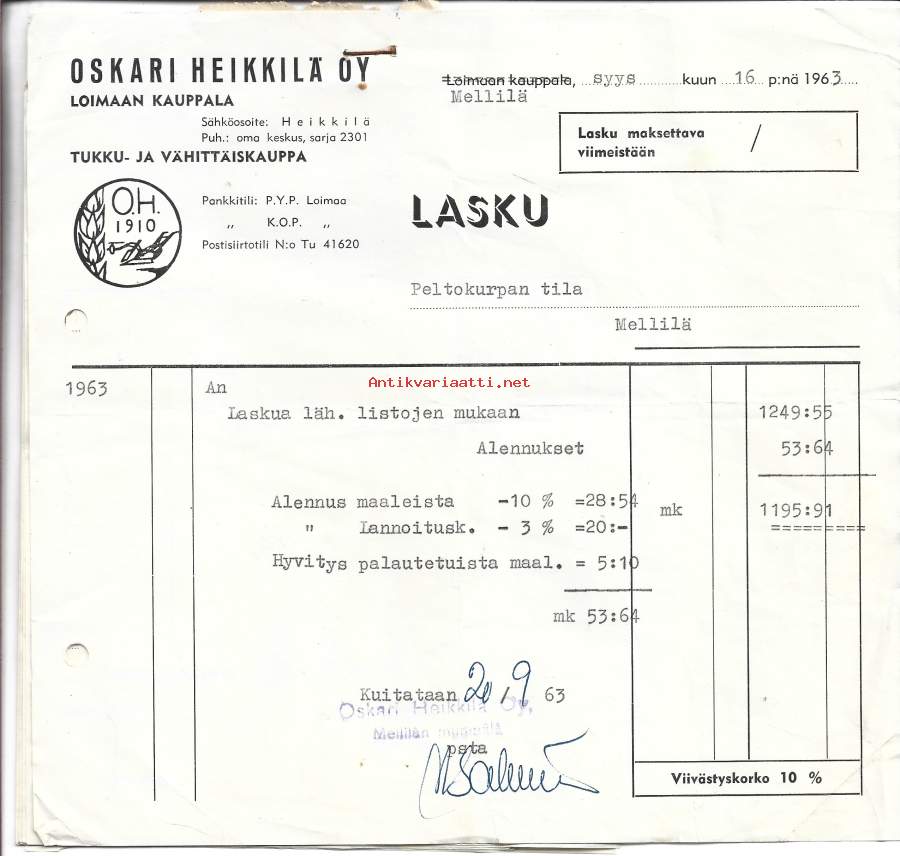 OSKARI HEIKKILÄ OY
LOIMAAN KAUPPALA
Sähköosoite: Heikkilä
Puh.: oma keskus, sarja 2301
TUKKU- JA VÄHITTÄISKAUPPA
O.H.
1910
Pankkitili: P.Y.P. Loimaa
„ K.O.P. „
Postisiirtotili N:o Tu 41620
Loimaan kauppala, syys kuun 16 p:nä 1963
Mellilä
Lasku maksettava
viimeistään /
LASKU
Peltokurpan tila
Mellilä
Antikvariaatti.net
1963 An
Laskua läh. listojen mukaan 1249:55
Alennukset 53:64
Alennus maaleista -10 % =28:54 mk 1195:91
" Lannoitusk. - 3 % =20:-
Hyvitys palautetuista maal. = 5:10
mk 53:64
Kuitataan 20/9 63
Oskari Heikkilä Oy,
Mellilän myymälä
psta
Viivästyskorko 10 %